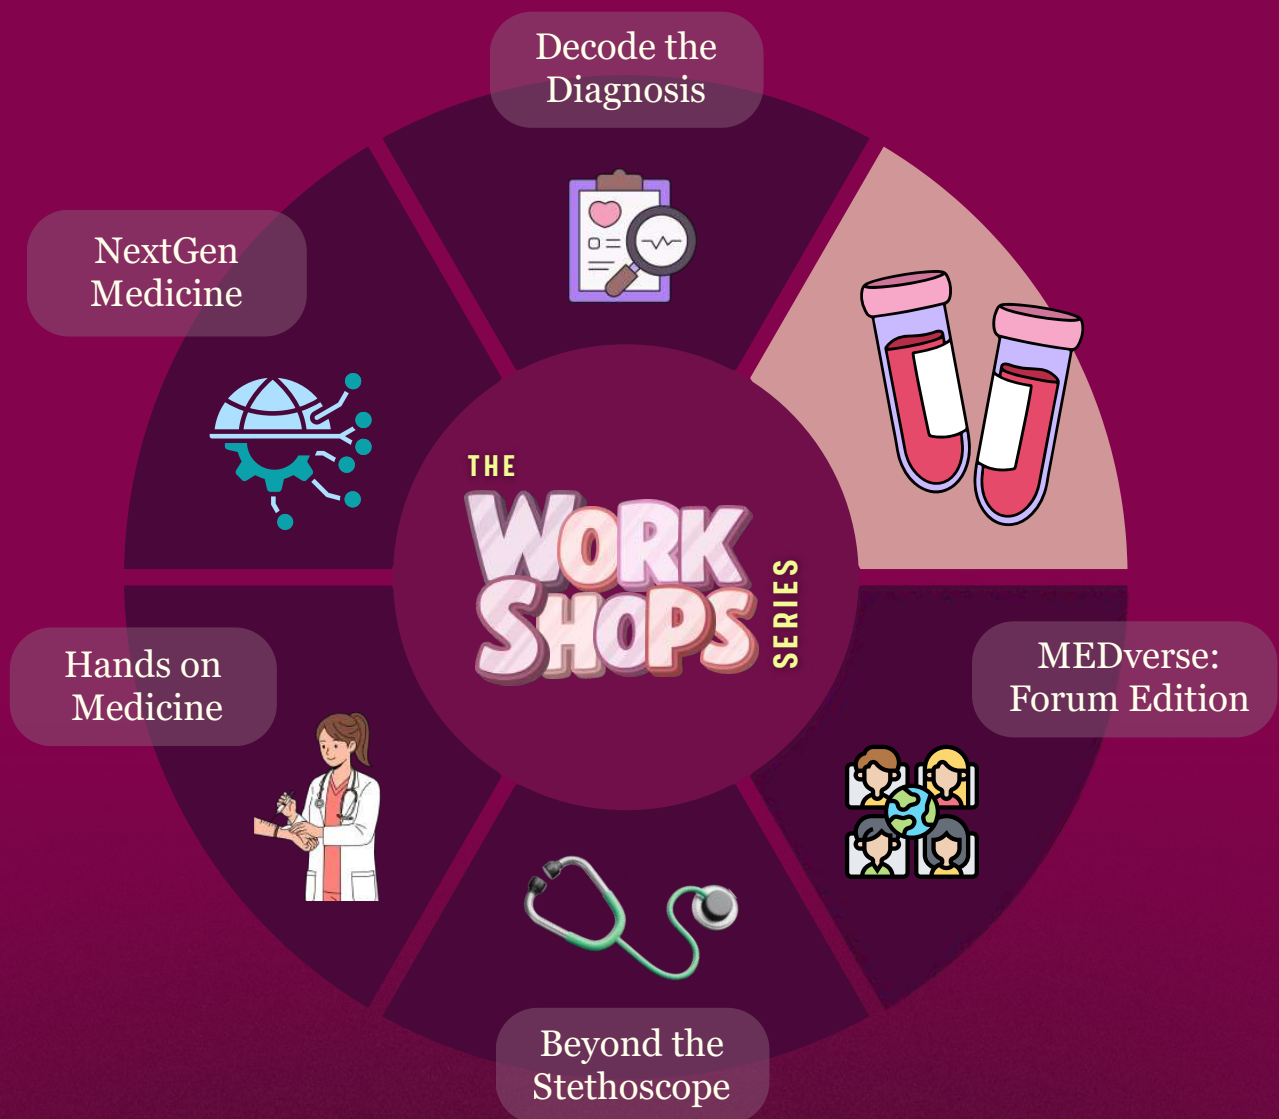 Decode the
Diagnosis
NextGen
Medicine
THE
WORK
SHOPS
SERIES
Hands on
Medicine
MEDverse:
Forum Edition
Beyond the
Stethoscope